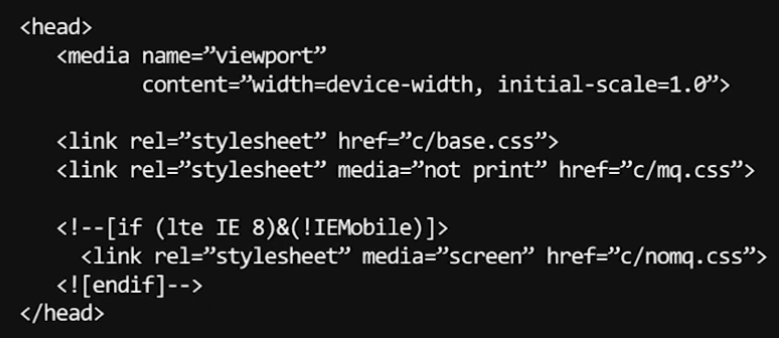 <head>
<media name=”viewport”
content=”width=device-width, initial-scale=1.0”>
<link rel=”stylesheet” href=”c/base.css”>
<link rel=”stylesheet” media=”not print” href=”c/mq.css”>
<!--[if (lte IE 8)&(!IEMobile)]>
<link rel=”stylesheet” media=”screen” href=”c/nomq.css”>
<![endif]-->
</head>